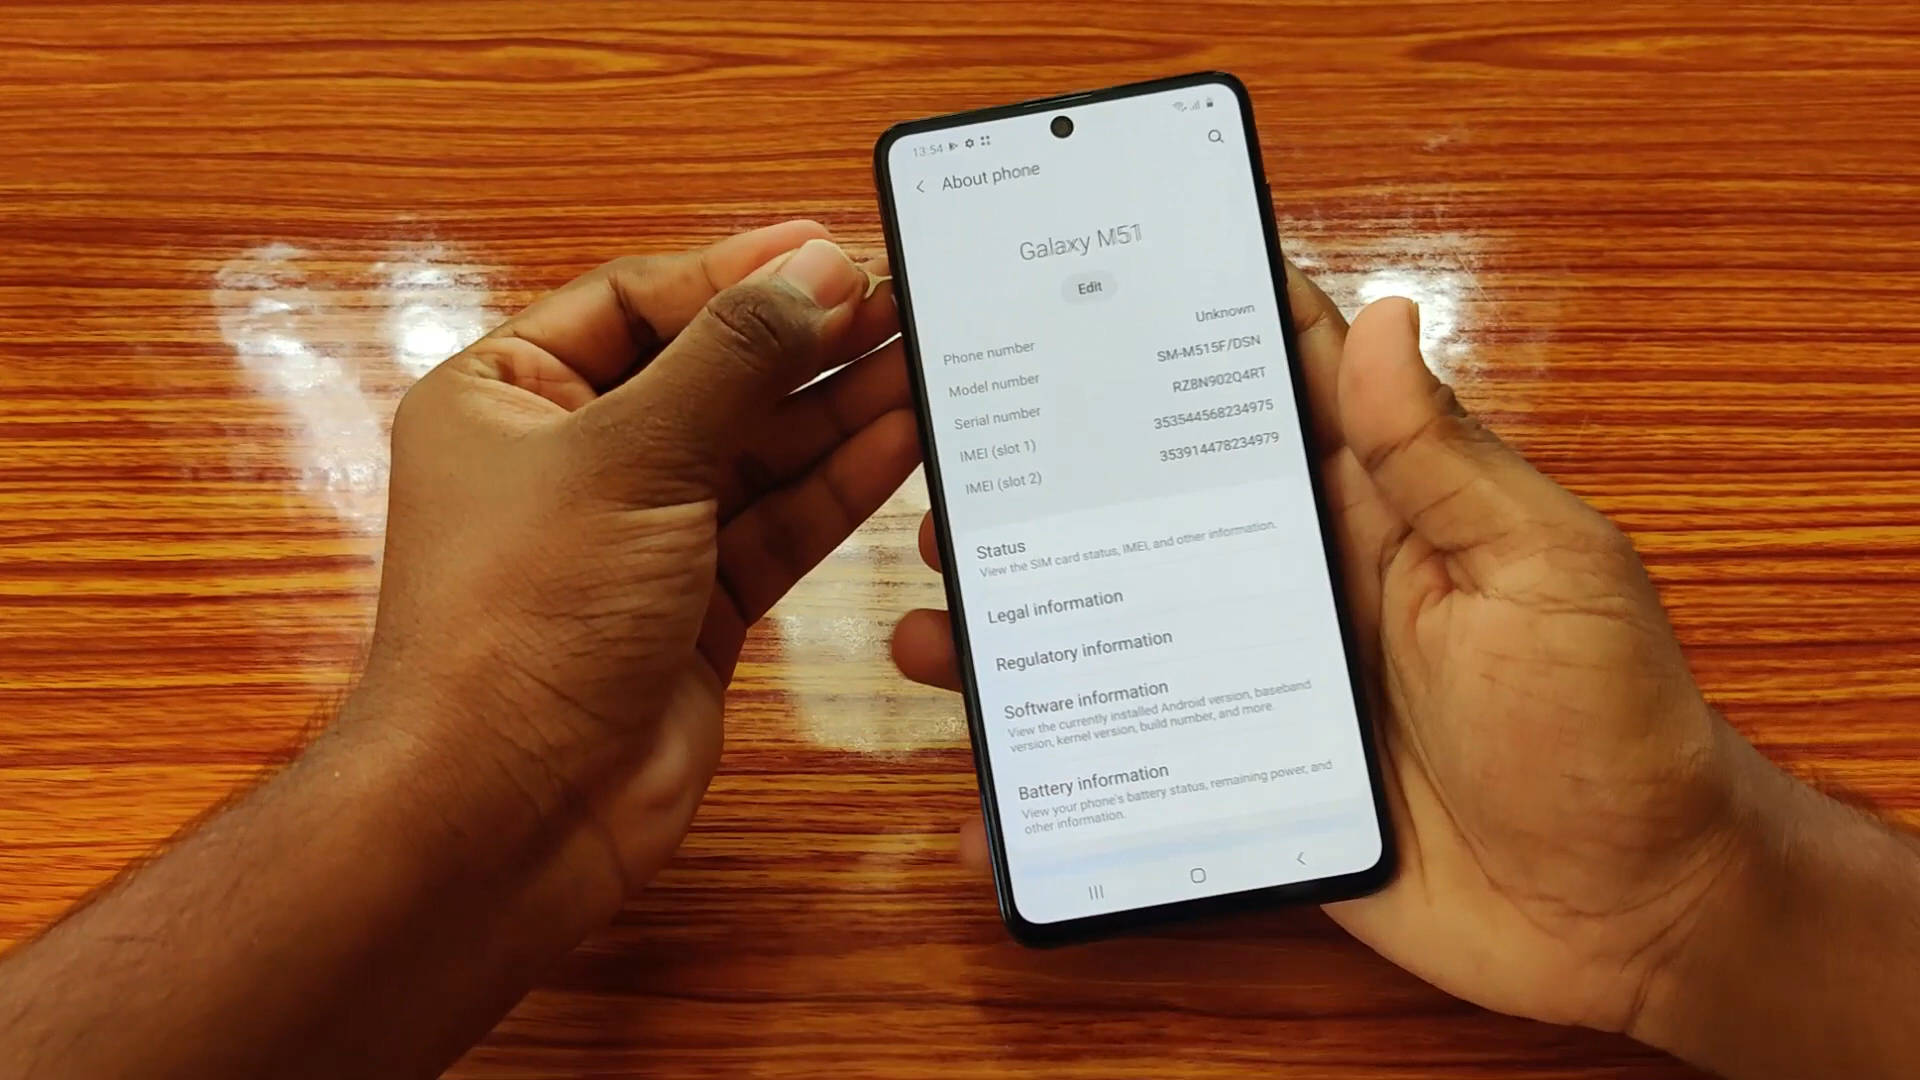 13:54
About phone
Galaxy M51
Edit
Phone number Unknown
Model number SM-M515F/DSN
Serial number RZ8N902Q4RT
IMEI (slot 1) 353544568234975
IMEI (slot 2) 353914478234979
Status
View the SIM card status, IMEI, and other information.
Legal information
Regulatory information
Software information
View the currently installed Android version, baseband
version, kernel version, build number, and more.
Battery information
View your phone's battery status, remaining power, and
other information.